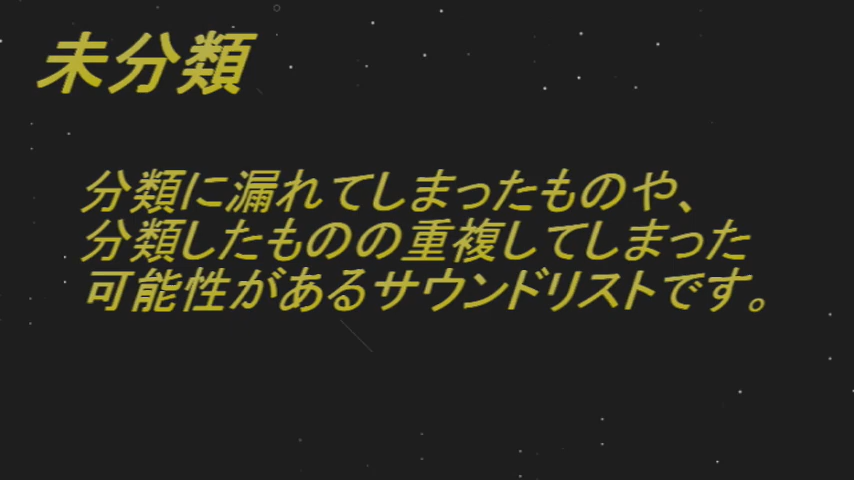 未分類
分類に漏れてしまったものや、
分類したものの重複してしまった
可能性があるサウンドリストです。